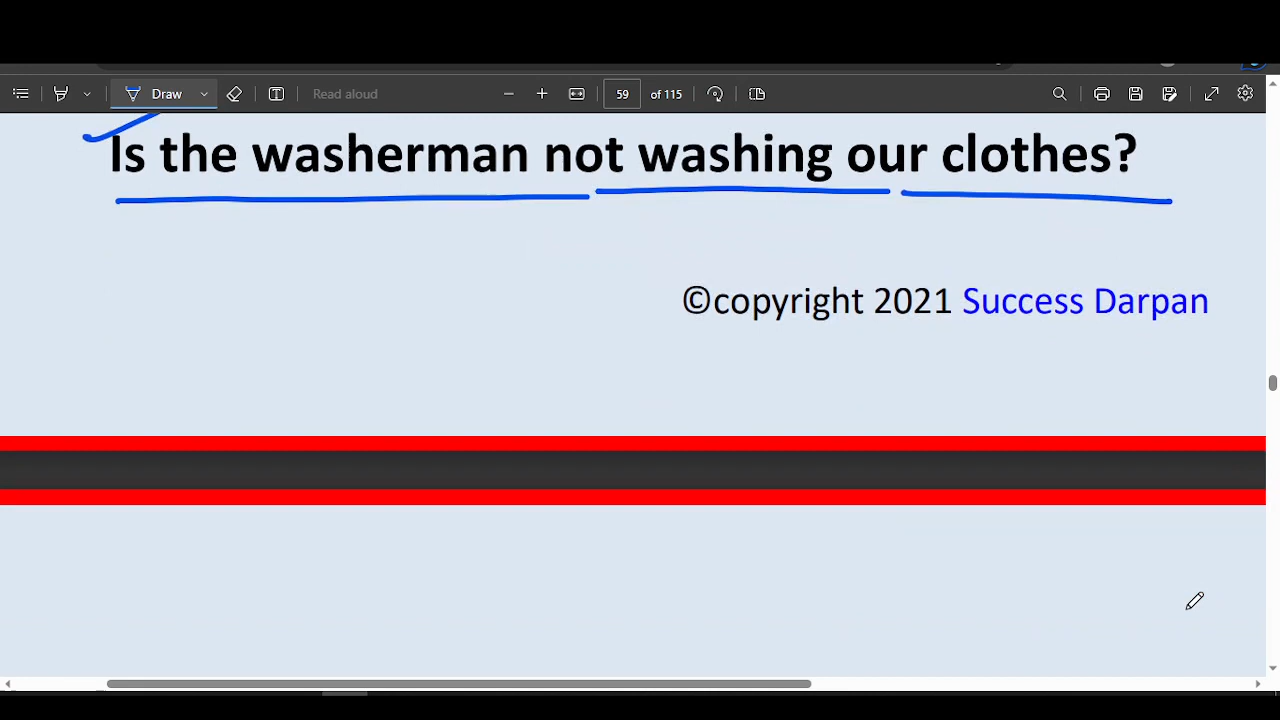 Draw
Read aloud
59
of 115
Is the washerman not washing our clothes?
©copyright 2021 Success Darpan